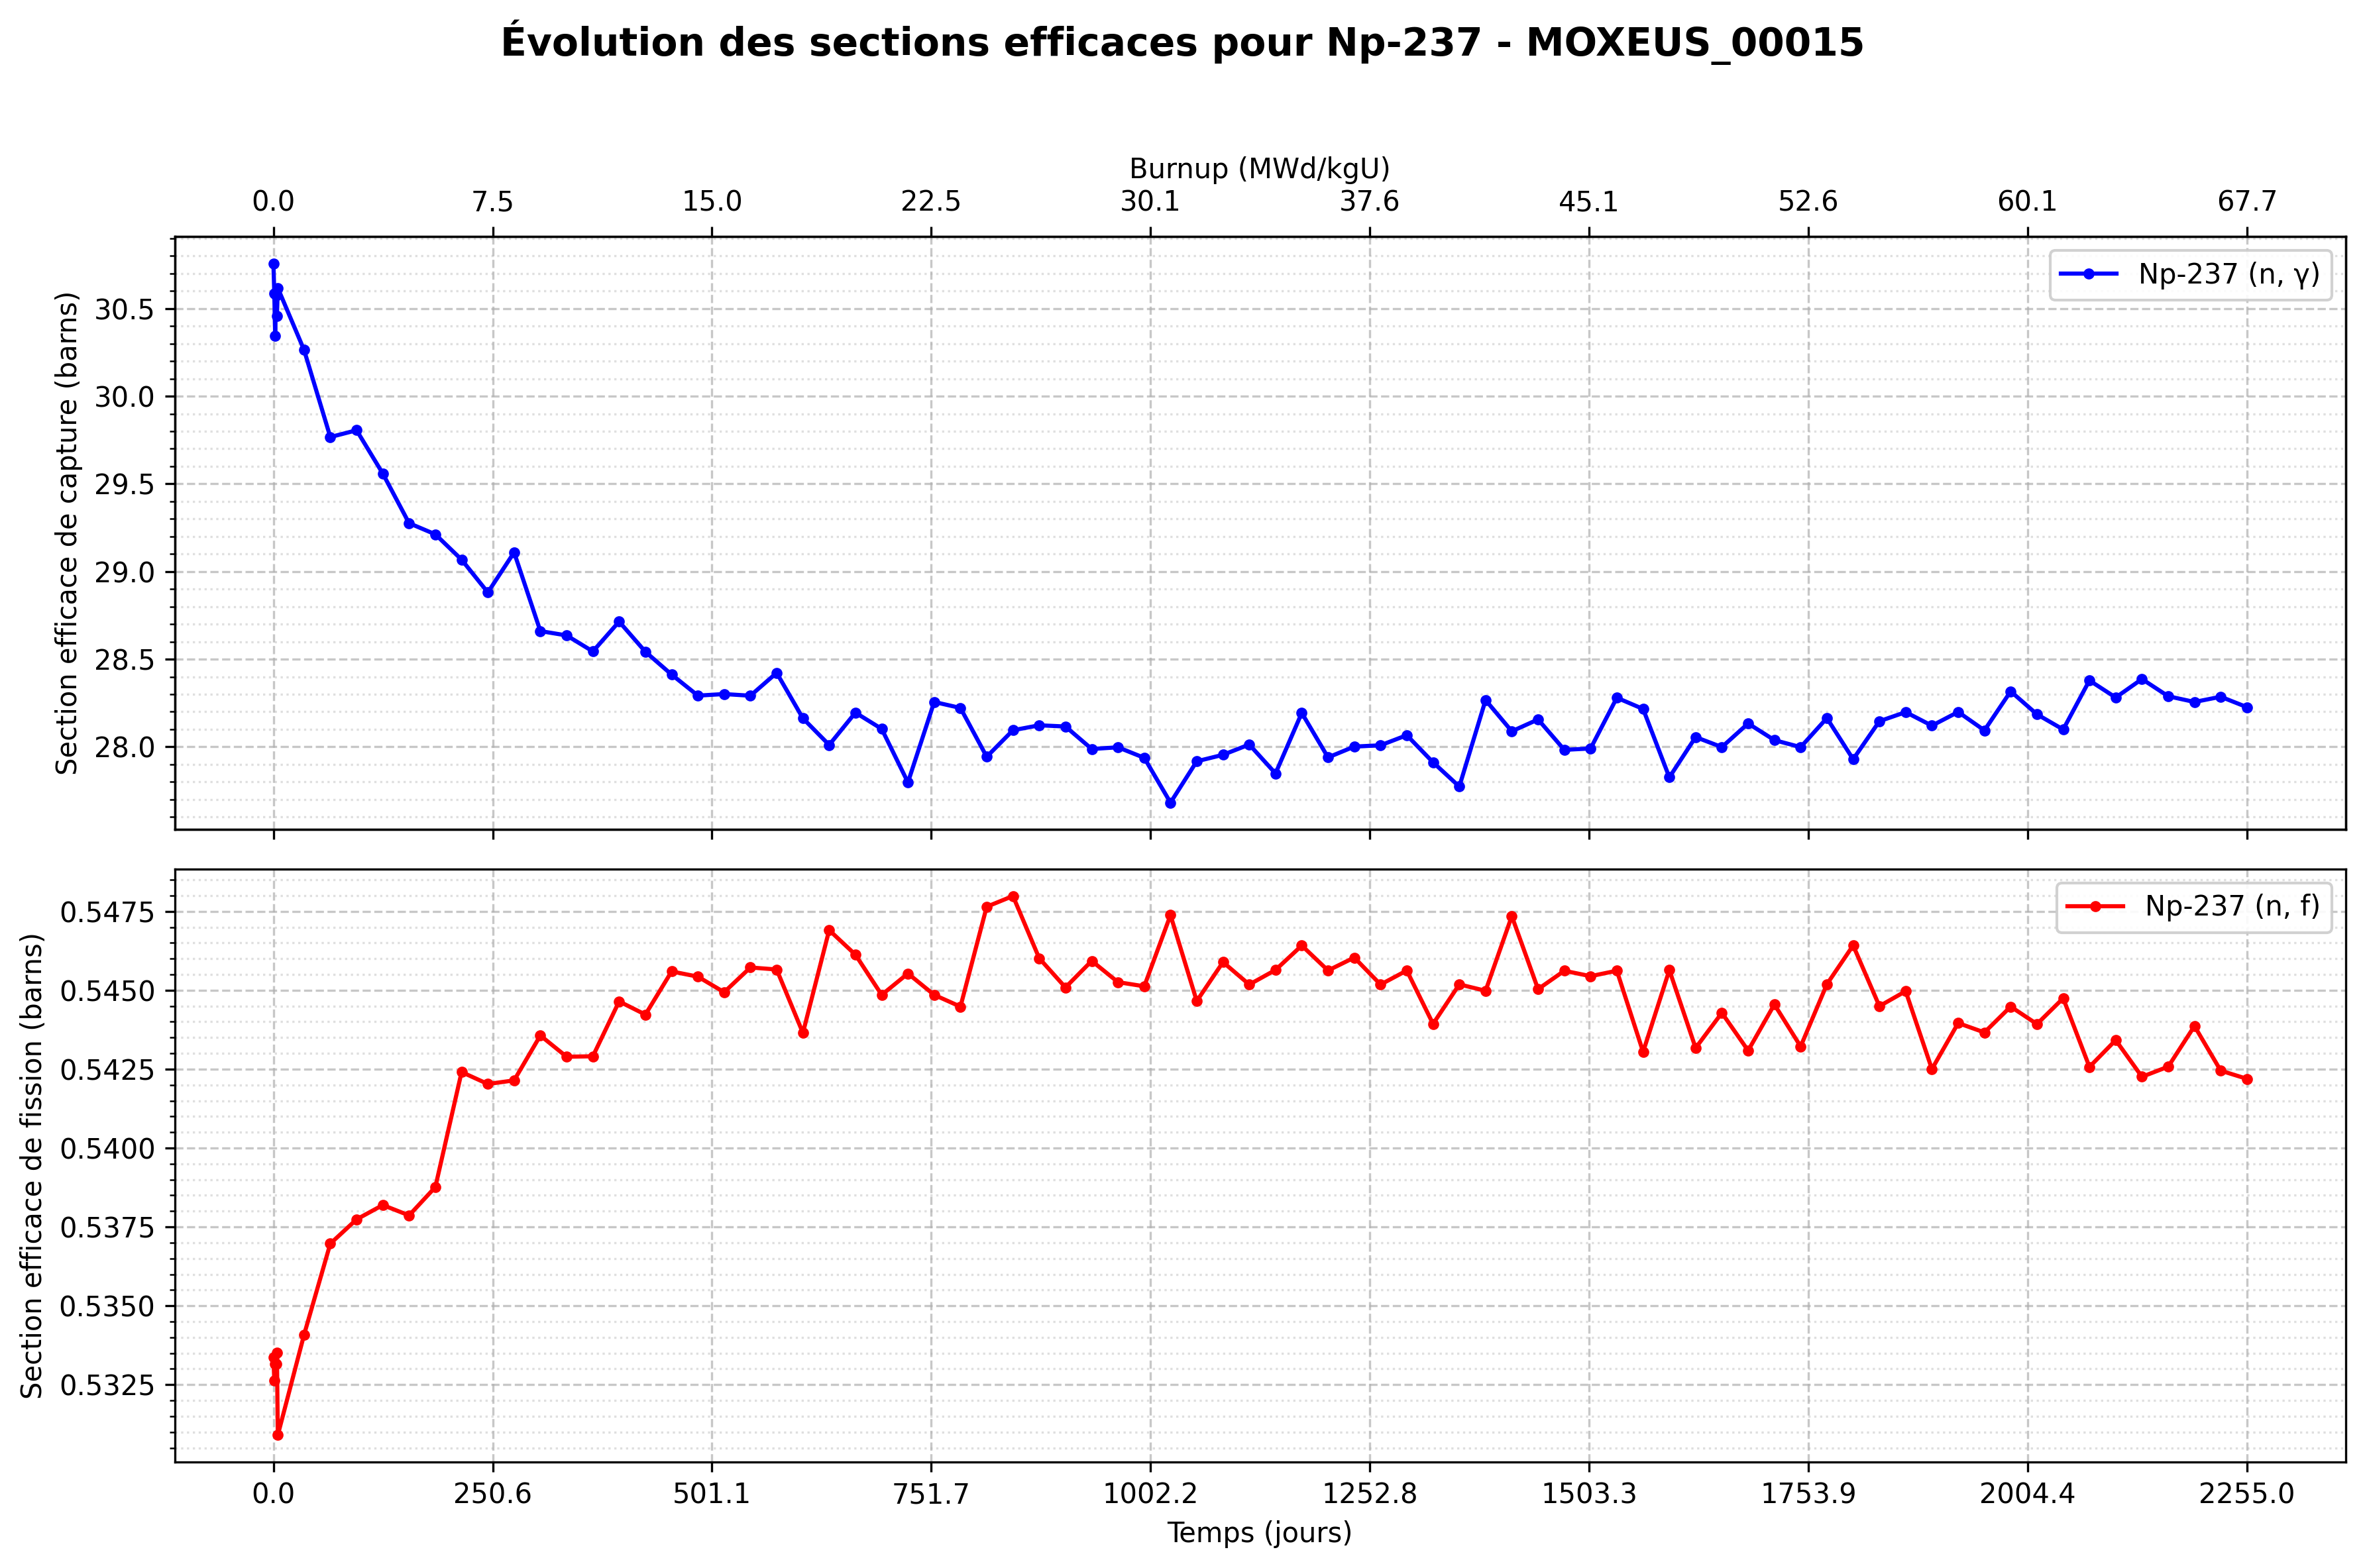 Évolution des sections efficaces pour Np-237 - MOXEUS_00015
Burnup (MWd/kgU)
0.0 7.5 15.0 22.5 30.1 37.6 45.1 52.6 60.1 67.7
Np-237 (n, γ)
Section efficace de capture (barns)
30.5
30.0
29.5
29.0
28.5
28.0
Np-237 (n, f)
Section efficace de fission (barns)
0.5475
0.5450
0.5425
0.5400
0.5375
0.5350
0.5325
0.0 250.6 501.1 751.7 1002.2 1252.8 1503.3 1753.9 2004.4 2255.0
Temps (jours)